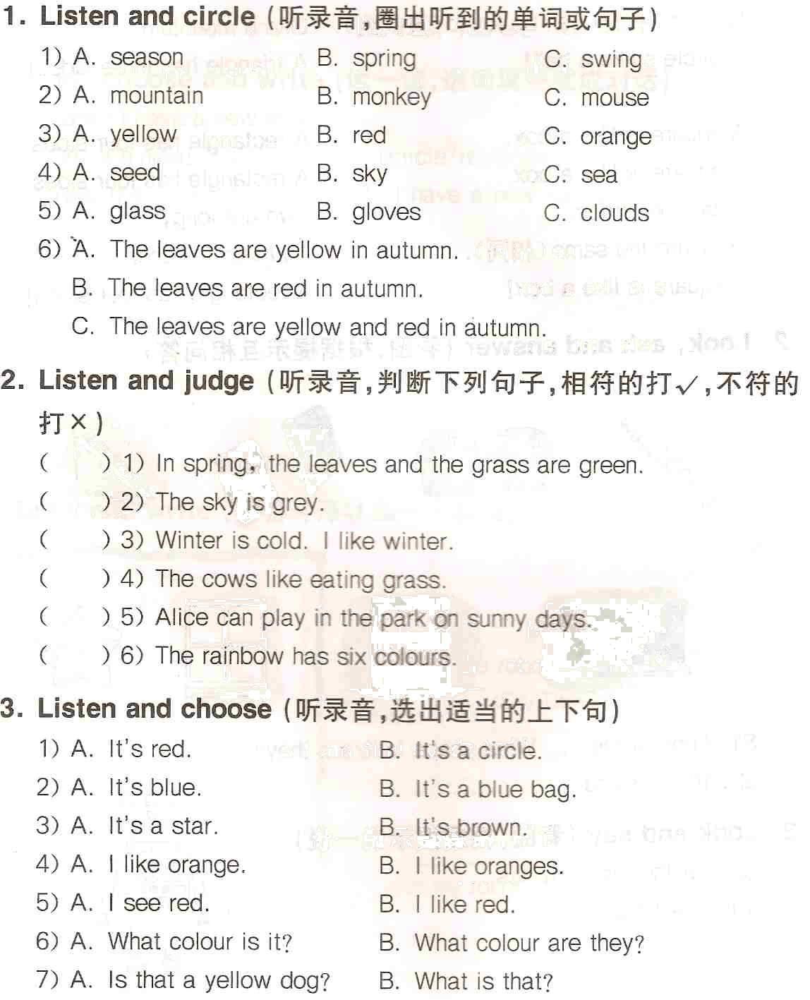 1. Listen and circle (听录音,圈出听到的单词或句子)
1) A. season B. spring C. swing
2) A. mountain B. monkey C. mouse
3) A. yellow B. red C. orange
4) A. seed B. sky C. sea
5) A. glass B. gloves C. clouds
6) A. The leaves are yellow in autumn.
B. The leaves are red in autumn.
C. The leaves are yellow and red in autumn.
2. Listen and judge (听录音,判断下列句子,相符的打✓,不符的
打×)
( ) 1) In spring, the leaves and the grass are green.
( ) 2) The sky is grey.
( ) 3) Winter is cold. I like winter.
( ) 4) The cows like eating grass.
( ) 5) Alice can play in the park on sunny days.
( ) 6) The rainbow has six colours.
3. Listen and choose (听录音,选出适当的上下句)
1) A. It's red. B. It's a circle.
2) A. It's blue. B. It's a blue bag.
3) A. It's a star. B. It's brown.
4) A. I like orange. B. I like oranges.
5) A. I see red. B. I like red.
6) A. What colour is it? B. What colour are they?
7) A. Is that a yellow dog? B. What is that?